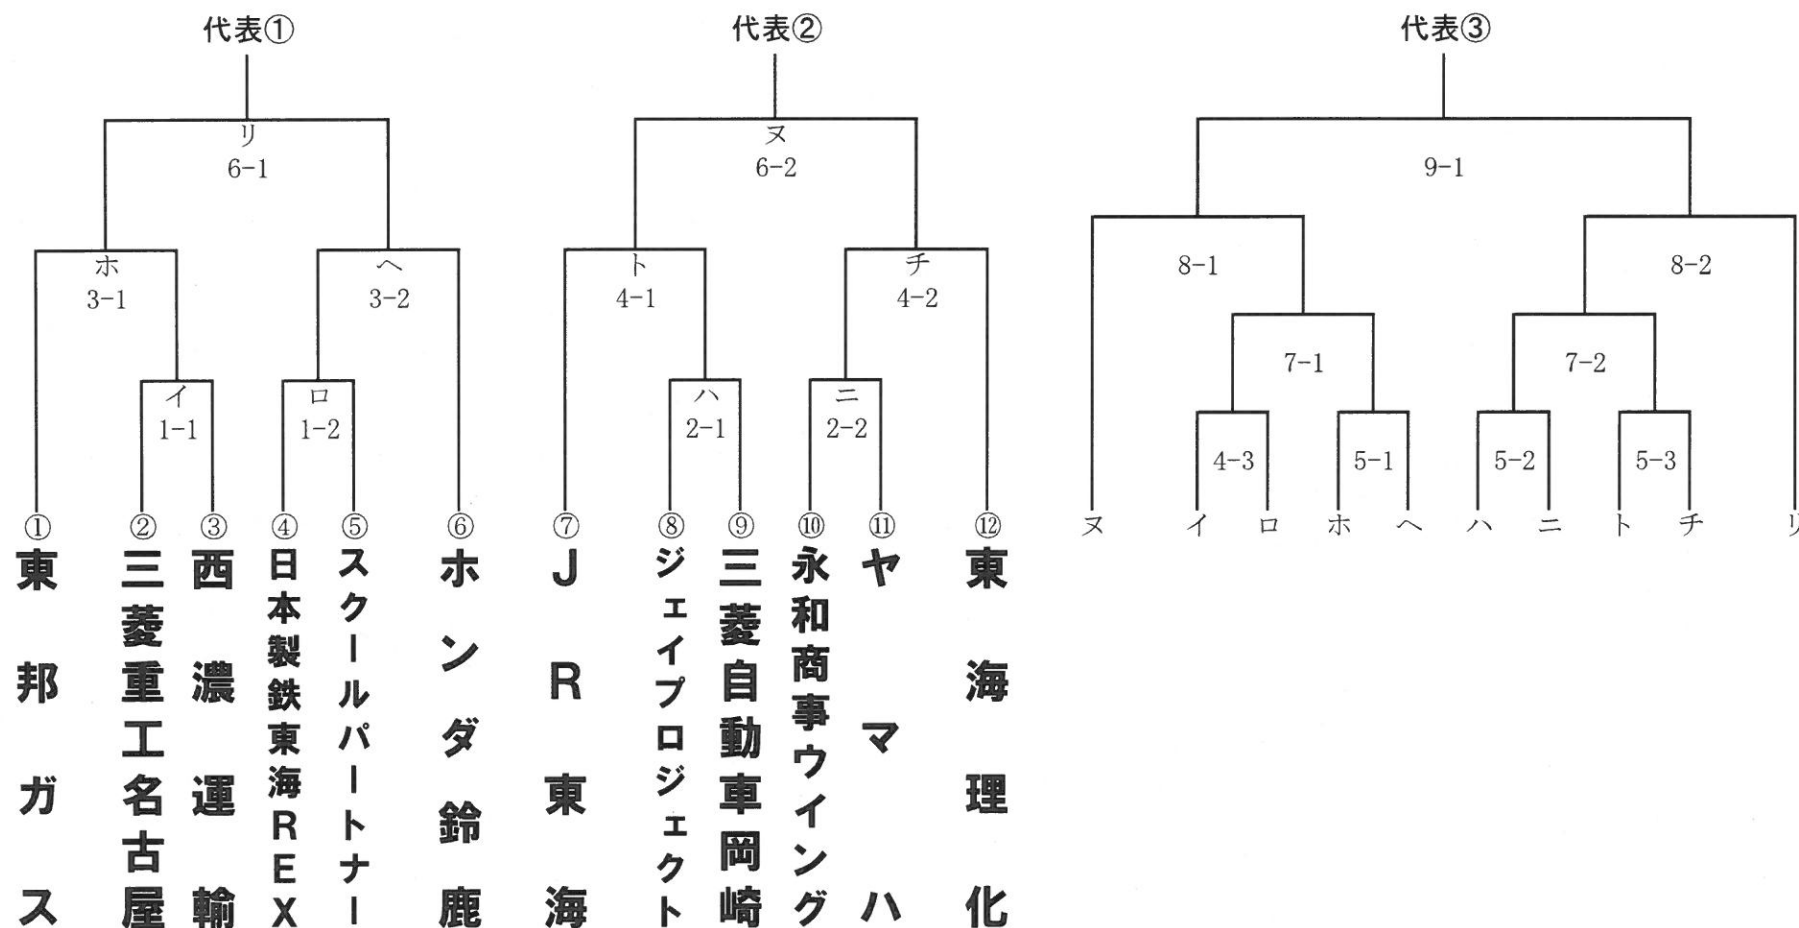 代表①
代表②
代表③
リ
6-1
ヌ
6-2
9-1
ホ
3-1
ヘ
3-2
ト
4-1
チ
4-2
8-1
8-2
7-1
7-2
イ
1-1
ロ
1-2
ハ
2-1
ニ
2-2
4-3
5-1
5-2
5-3
ヌ イ ロ ホ ヘ ハ ニ ト チ リ
①東邦ガス
②三菱重工名古屋
③西濃運輸
④日本製鉄東海REX
⑤スクールパートナー
⑥ホンダ鈴鹿
⑦JR東海
⑧ジェイプロジェクト
⑨三菱自動車岡崎
⑩永和商事ウイング
⑪ヤマハ
⑫東海理化